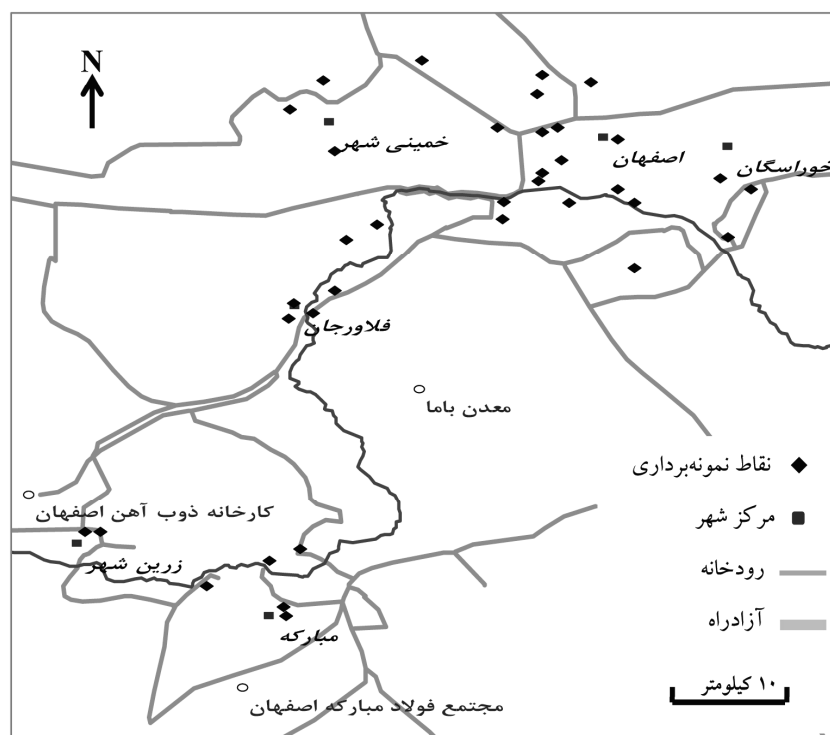 N
خمینی شهر
اصفهان
خوراسگان
فلاورجان
معدن باما
نقاط نمونه‌برداری
کارخانه ذوب آهن اصفهان
مرکز شهر
زرین شهر
رودخانه
آزادراه
مبارکه
۱۰ کیلومتر
مجتمع فولاد مبارکه اصفهان